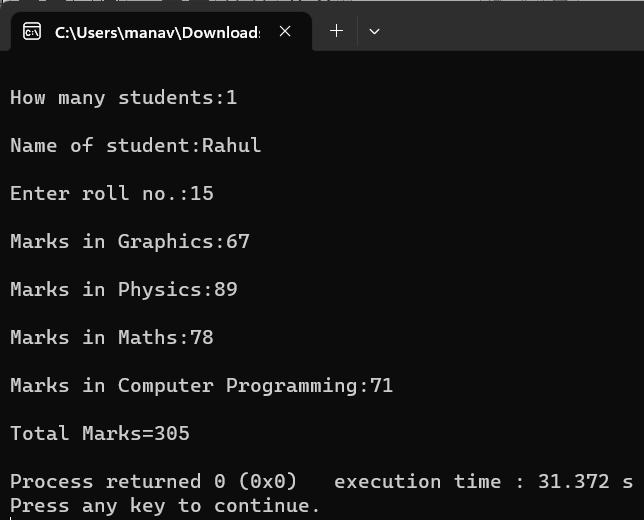 C:\Users\manav\Download
How many students:1
Name of student:Rahul
Enter roll no.:15
Marks in Graphics:67
Marks in Physics:89
Marks in Maths:78
Marks in Computer Programming:71
Total Marks=305
Process returned 0 (0x0)   execution time : 31.372 s
Press any key to continue.